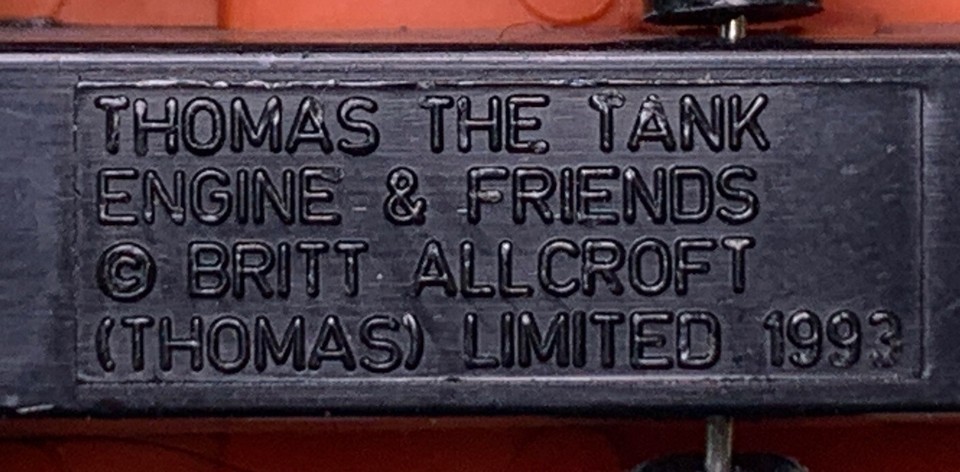 THOMAS THE TANK
ENGINE & FRIENDS
© BRITT ALLCROFT
(THOMAS) LIMITED 1993